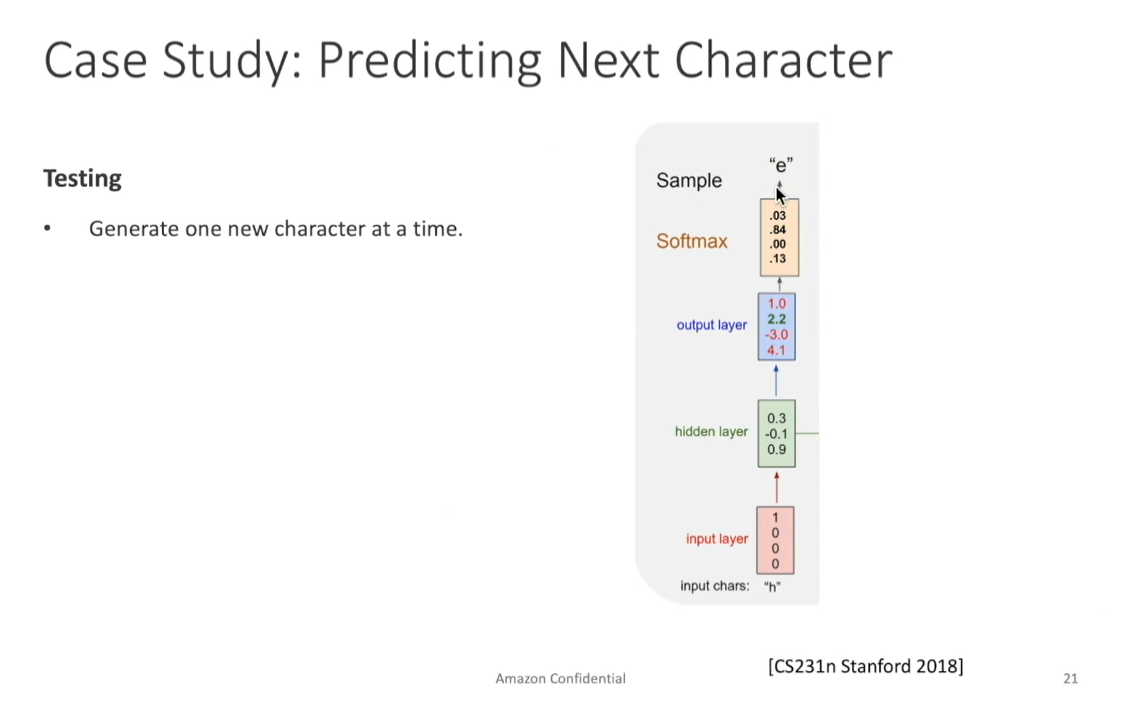 Case Study: Predicting Next Character
Testing
• Generate one new character at a time.
“e”
Sample
Softmax
.03
.84
.00
.13
output layer
1.0
2.2
-3.0
4.1
hidden layer
0.3
-0.1
0.9
input layer
1
0
0
0
input chars: “h”
[CS231n Stanford 2018]
Amazon Confidential
21